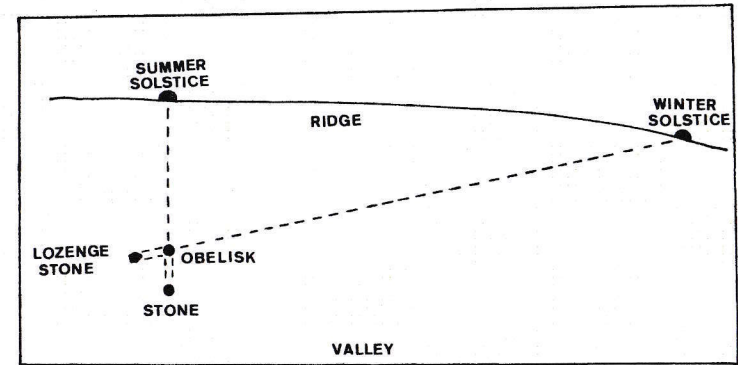 SUMMER
SOLSTICE
WINTER
SOLSTICE
RIDGE
LOZENGE
STONE
OBELISK
STONE
VALLEY